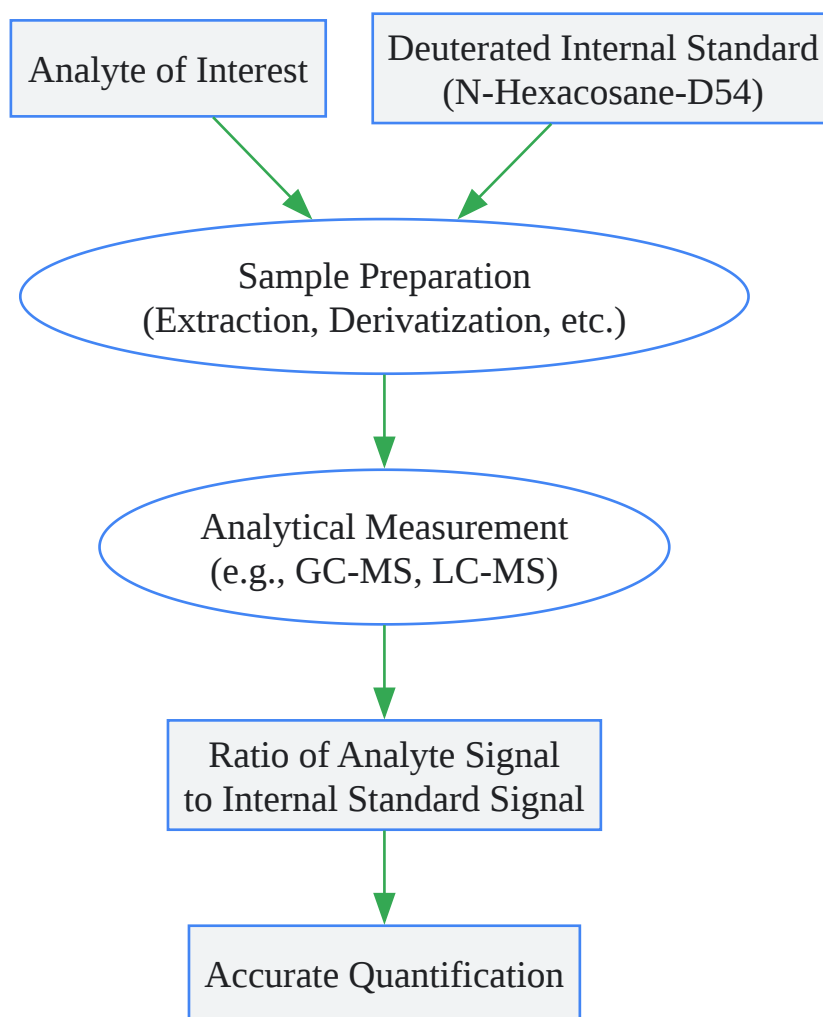 Analyte of Interest
Deuterated Internal Standard
(N-Hexacosane-D54)
Sample Preparation
(Extraction, Derivatization, etc.)
Analytical Measurement
(e.g., GC-MS, LC-MS)
Ratio of Analyte Signal
to Internal Standard Signal
Accurate Quantification